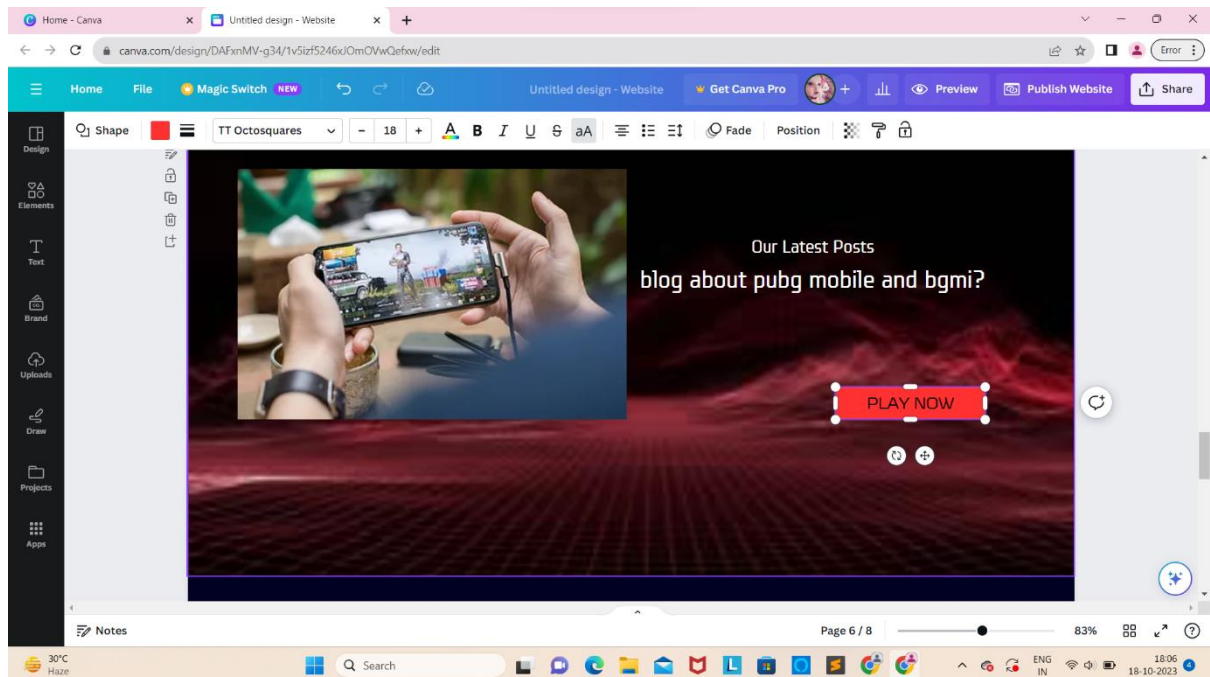 Home - Canva
Untitled design - Website
canva.com/design/DAFxnMV-g34/1v5izf5246xJOmOVwQefxw/edit
Error
Home File Magic Switch NEW Untitled design - Website Get Canva Pro Preview Publish Website Share
Shape TT Octosquares - 18 + A B I U S aA Fade Position
Design
Elements
Text
Brand
Uploads
Draw
Projects
Apps
Our Latest Posts
blog about pubg mobile and bgmi?
PLAY NOW
Notes Page 6 / 8 83%
30°C
Haze
Search
ENG
IN
18:06
18-10-2023
4